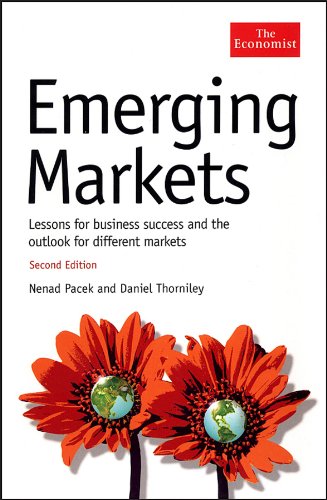 The
Economist
Emerging
Markets
Lessons for business success and the
outlook for different markets
Second Edition
Nenad Pacek and Daniel Thorniley